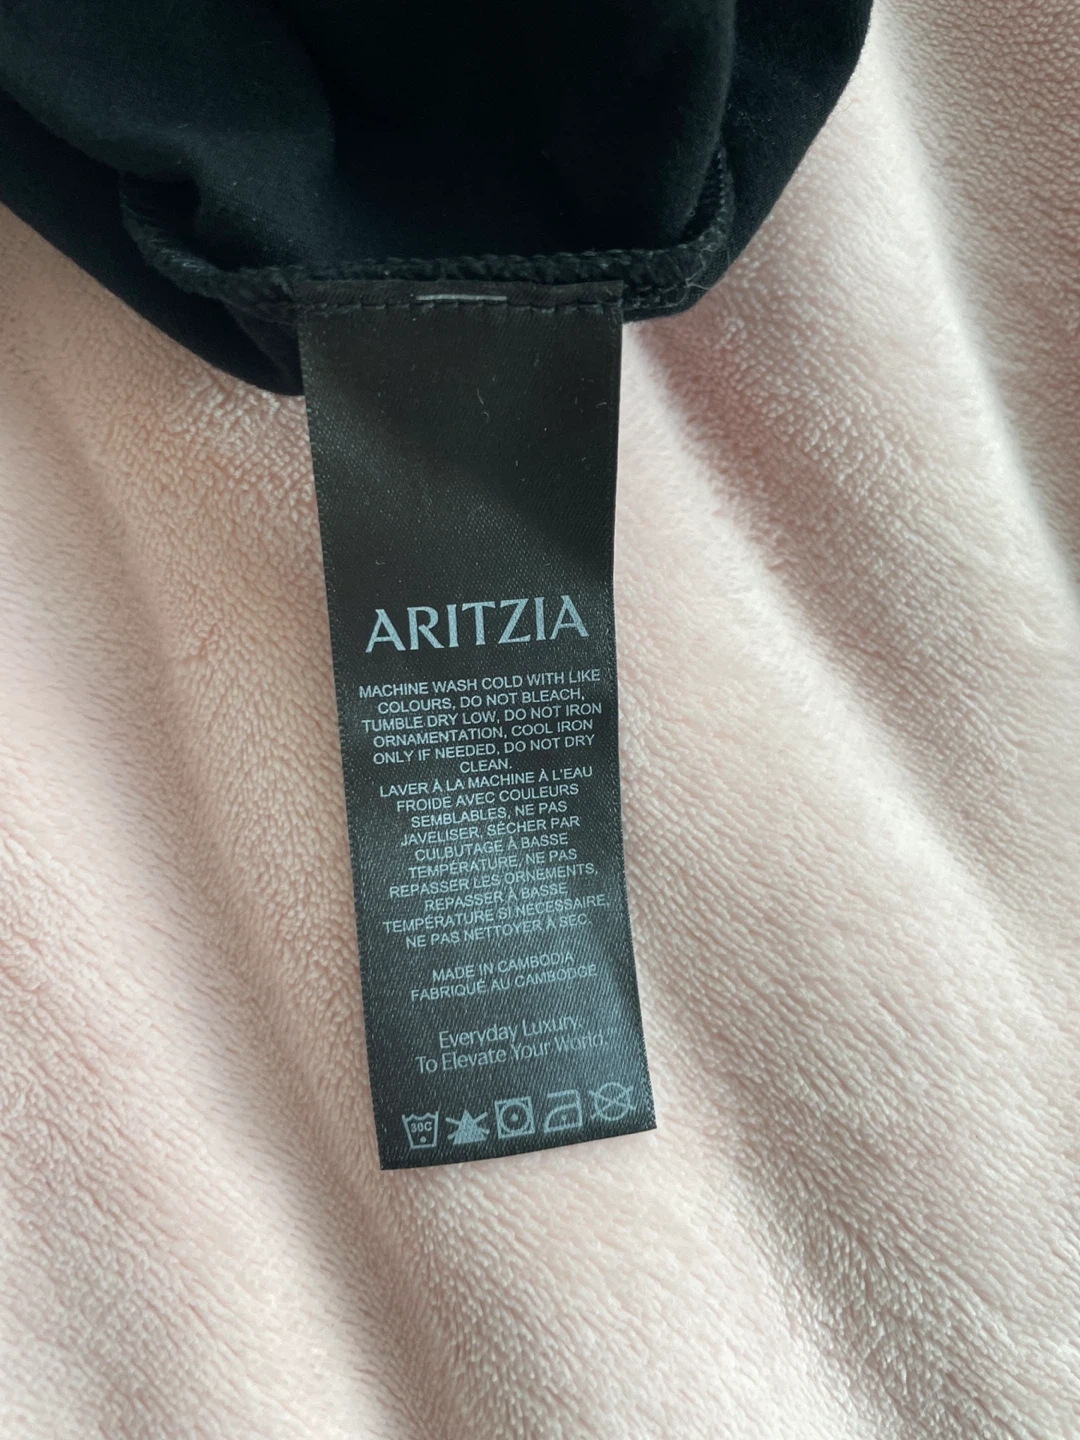 ARITZIA
MACHINE WASH COLD WITH LIKE
COLOURS, DO NOT BLEACH,
TUMBLE DRY LOW, DO NOT IRON
ORNAMENTATION, COOL IRON
ONLY IF NEEDED, DO NOT DRY
CLEAN.
LAVER À LA MACHINE À L'EAU
FROIDE AVEC COULEURS
SEMBLABLES, NE PAS
JAVELISER, SÉCHER PAR
CULBUTAGE À BASSE
TEMPÉRATURE, NE PAS
REPASSER LES ORNEMENTS,
REPASSER À BASSE
TEMPÉRATURE SI NÉCESSAIRE,
NE PAS NETTOYER À SEC.
MADE IN CAMBODIA
FABRIQUÉ AU CAMBODGE
Everyday Luxury.
To Elevate Your World.™
30C